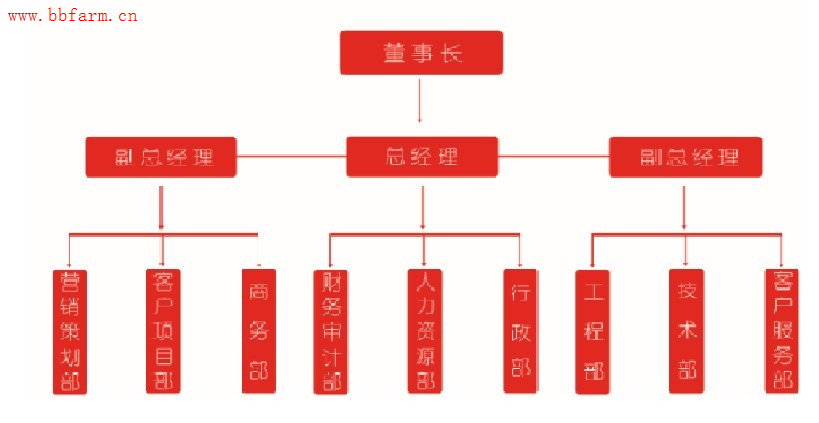 www.bbfarm.cn
董事长
副总经理
总经理
副总经理
营销策划部
客户项目部
商务部
财务审计部
人力资源部
行政部
工程部
技术部
客户服务部